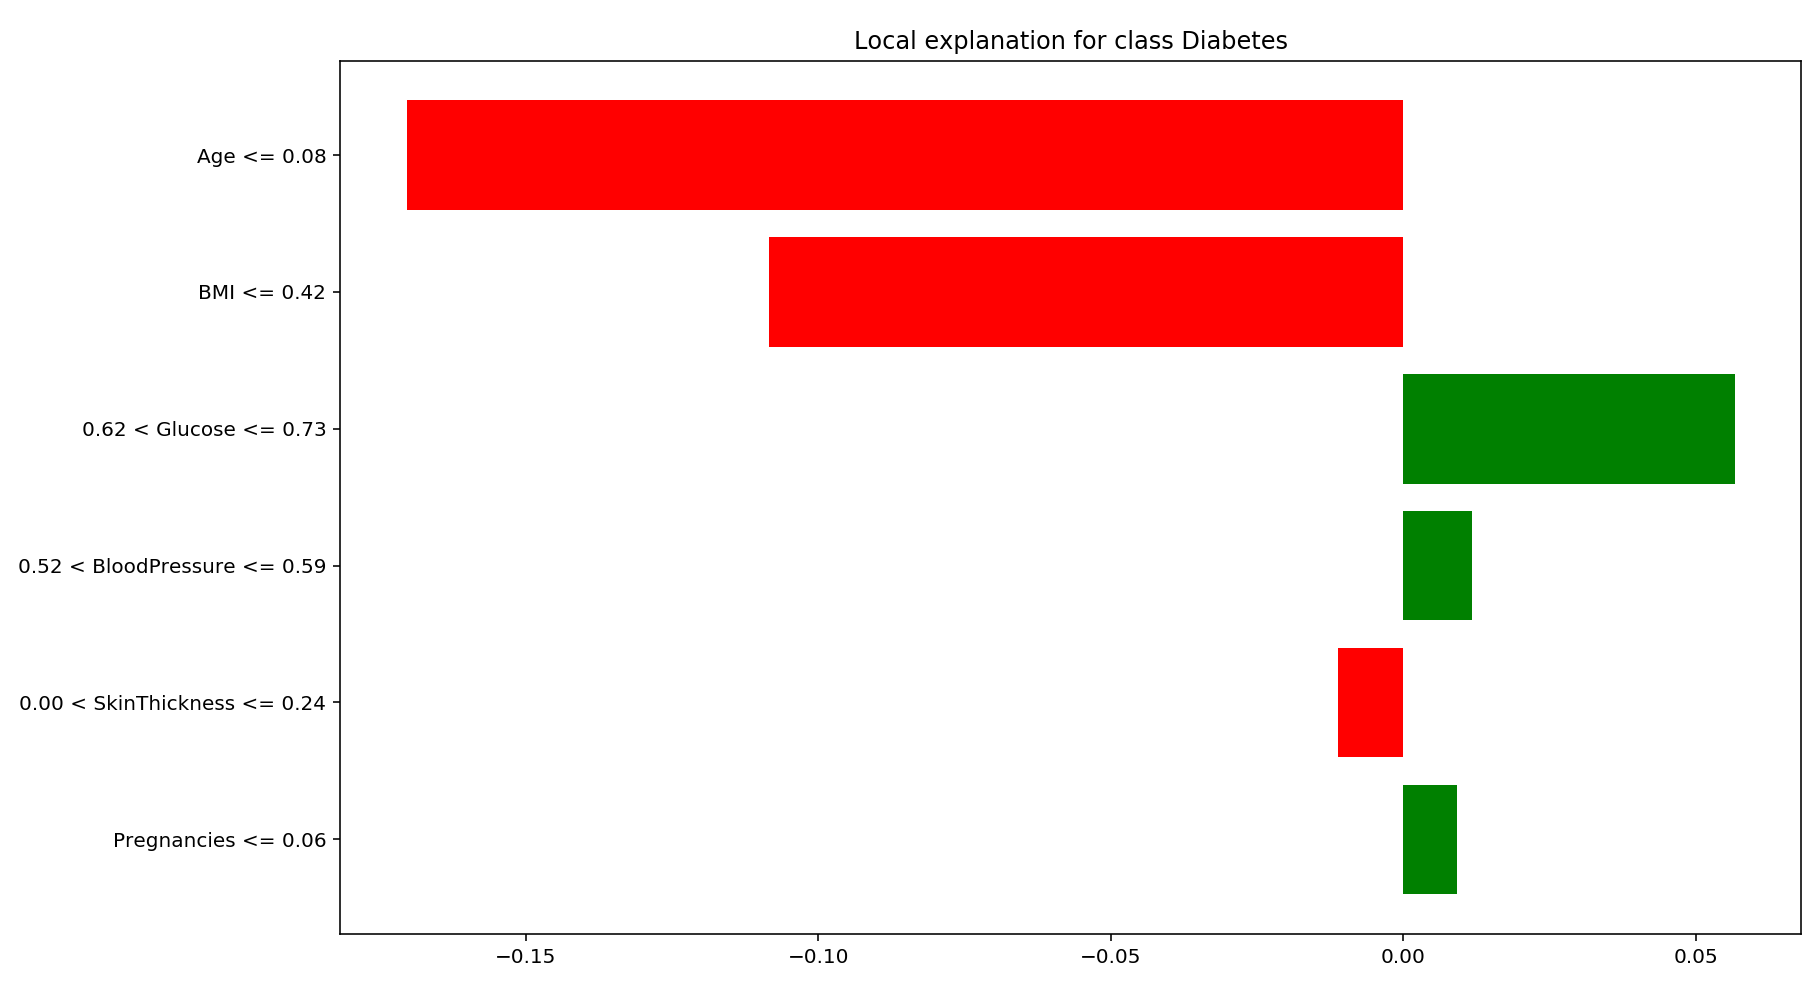 Local explanation for class Diabetes
Age <= 0.08
BMI <= 0.42
0.62 < Glucose <= 0.73
0.52 < BloodPressure <= 0.59
0.00 < SkinThickness <= 0.24
Pregnancies <= 0.06
−0.15 −0.10 −0.05 0.00 0.05